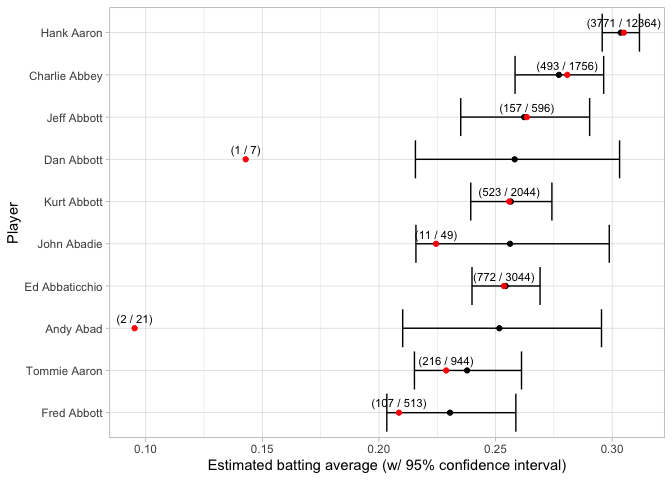 Hank Aaron
(3771 / 12364)
Charlie Abbey
(493 / 1756)
Jeff Abbott
(157 / 596)
Dan Abbott
(1 / 7)
Kurt Abbott
(523 / 2044)
John Abadie
(11 / 49)
Ed Abbaticchio
(772 / 3044)
Andy Abad
(2 / 21)
Tommie Aaron
(216 / 944)
Fred Abbott
(107 / 513)
Player
0.10 0.15 0.20 0.25 0.30
Estimated batting average (w/ 95% confidence interval)